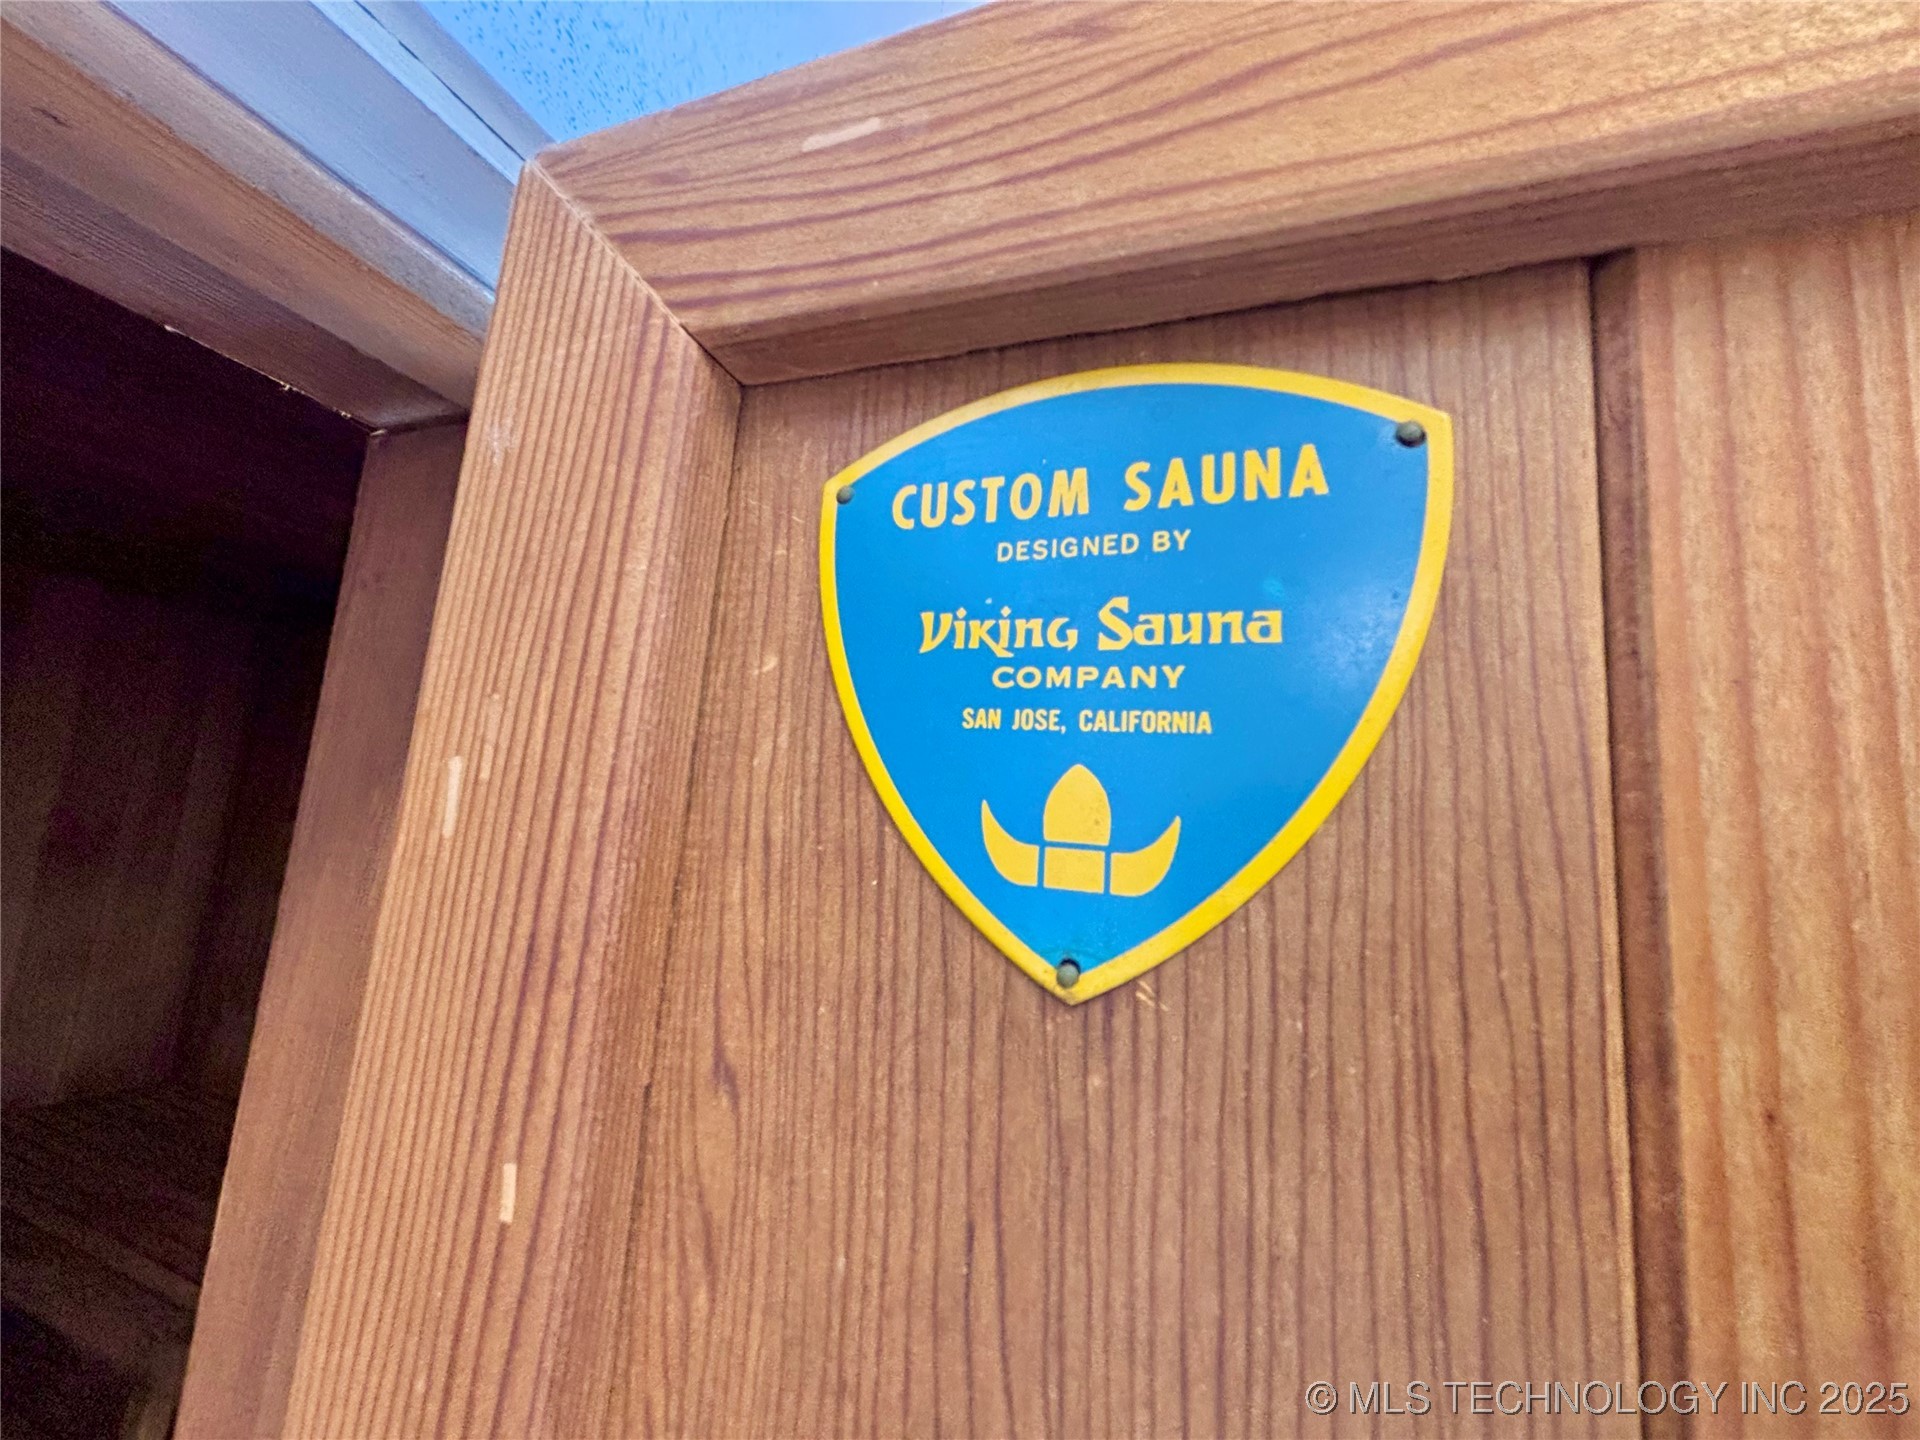 CUSTOM SAUNA
DESIGNED BY
Viking Sauna
COMPANY
SAN JOSE, CALIFORNIA
© MLS TECHNOLOGY INC 2025